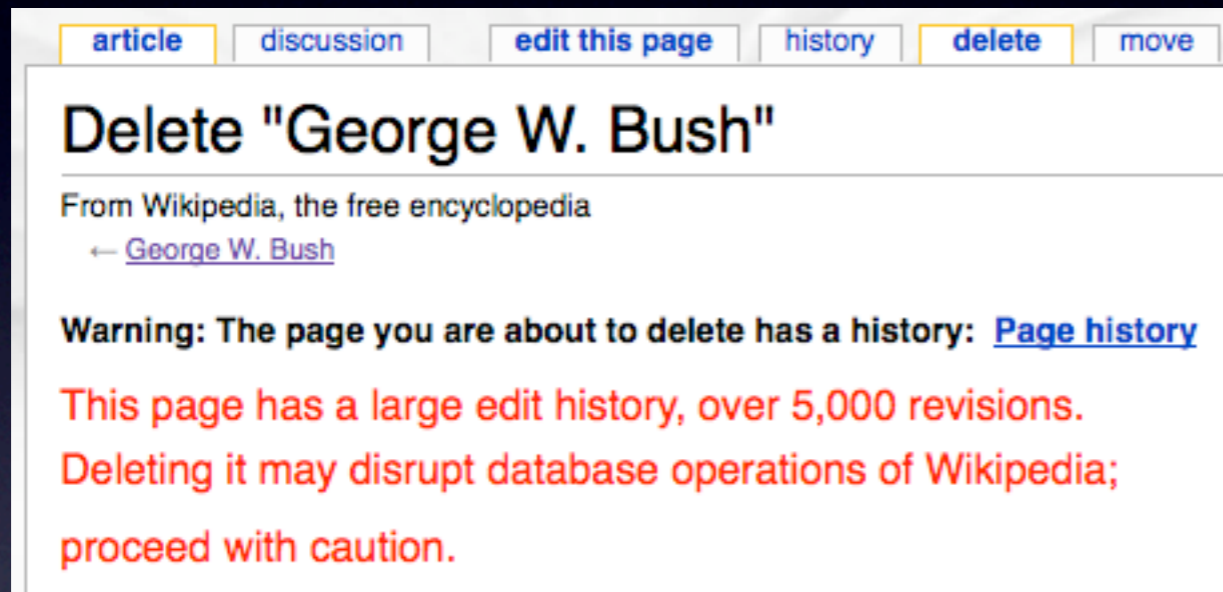 article discussion edit this page history delete move
Delete "George W. Bush"
From Wikipedia, the free encyclopedia
← George W. Bush
Warning: The page you are about to delete has a history: Page history
This page has a large edit history, over 5,000 revisions.
Deleting it may disrupt database operations of Wikipedia;
proceed with caution.